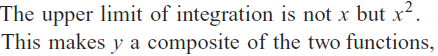 The upper limit of integration is not x but x².
This makes y a composite of the two functions,